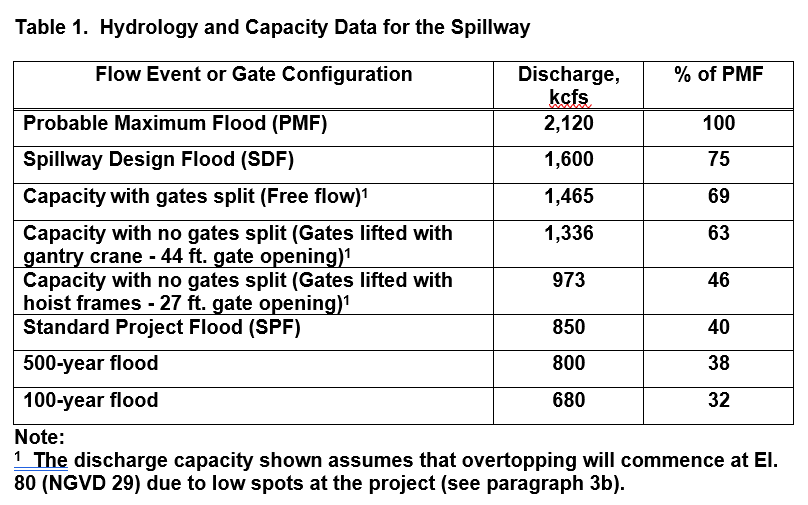 Table 1.  Hydrology and Capacity Data for the Spillway
Flow Event or Gate Configuration Discharge, kcfs % of PMF
Probable Maximum Flood (PMF) 2,120 100
Spillway Design Flood (SDF) 1,600 75
Capacity with gates split (Free flow)¹ 1,465 69
Capacity with no gates split (Gates lifted with 1,336 63
gantry crane - 44 ft. gate opening)¹
Capacity with no gates split (Gates lifted with 973 46
hoist frames - 27 ft. gate opening)¹
Standard Project Flood (SPF) 850 40
500-year flood 800 38
100-year flood 680 32
Note:
¹  The discharge capacity shown assumes that overtopping will commence at El.
80 (NGVD 29) due to low spots at the project (see paragraph 3b).